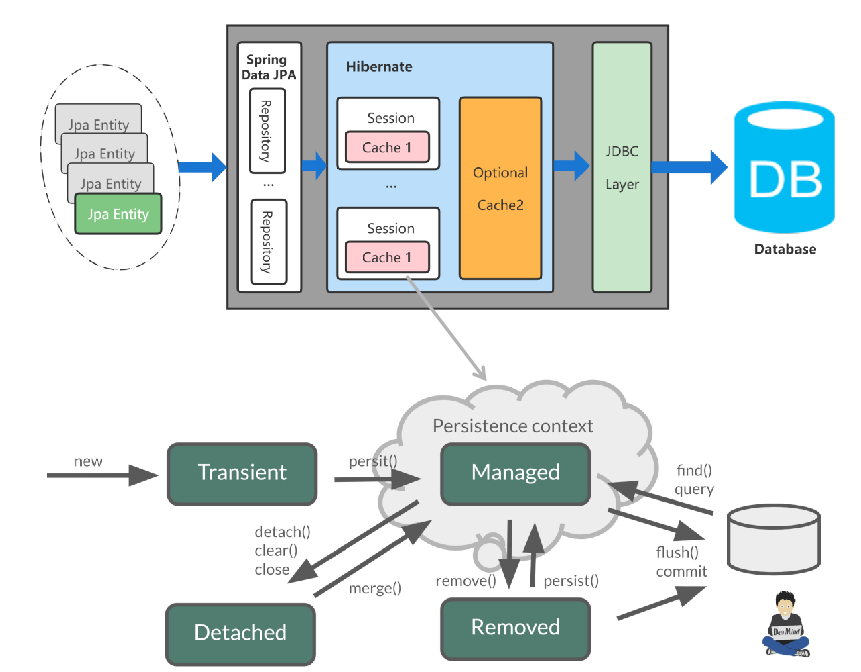 Spring
Data JPA
Repository
...
Repository
Hibernate
Session
Cache 1
...
Session
Cache 1
Optional
Cache2
JDBC
Layer
DB
Database
Jpa Entity
Jpa Entity
Jpa Entity
Jpa Entity
Persistence context
new
Transient
persit()
Managed
find()
query
detach()
clear()
close
merge()
remove()
persist()
flush()
commit
Detached
Removed
Dev Mind